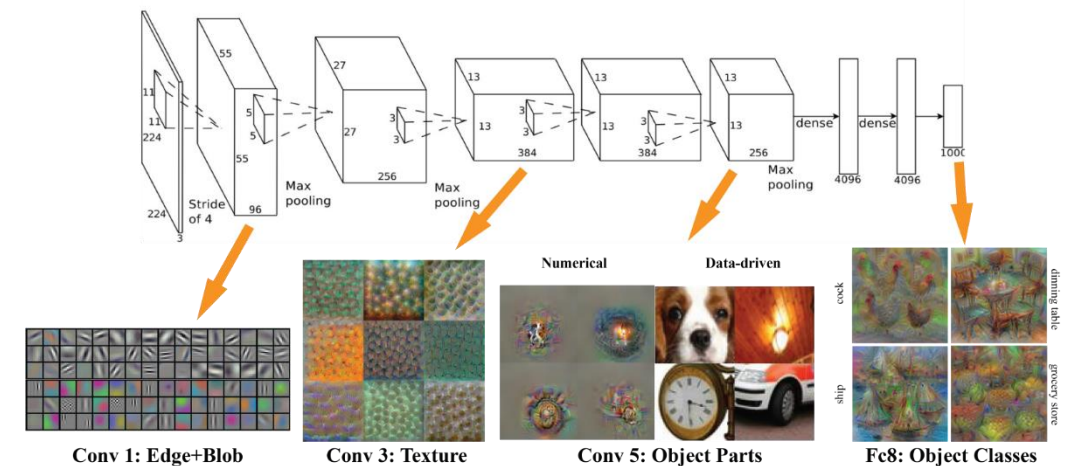 11
11
224
224
3
Stride
of 4
55
55
5
5
96
Max
pooling
27
27
3
3
256
Max
pooling
13
13
3
3
384
13
13
3
3
384
13
13
256
Max
pooling
dense
4096
dense
4096
1000
Conv 1: Edge+Blob
Conv 3: Texture
Numerical
Data-driven
Conv 5: Object Parts
cock
ship
dinning table
grocery store
Fc8: Object Classes